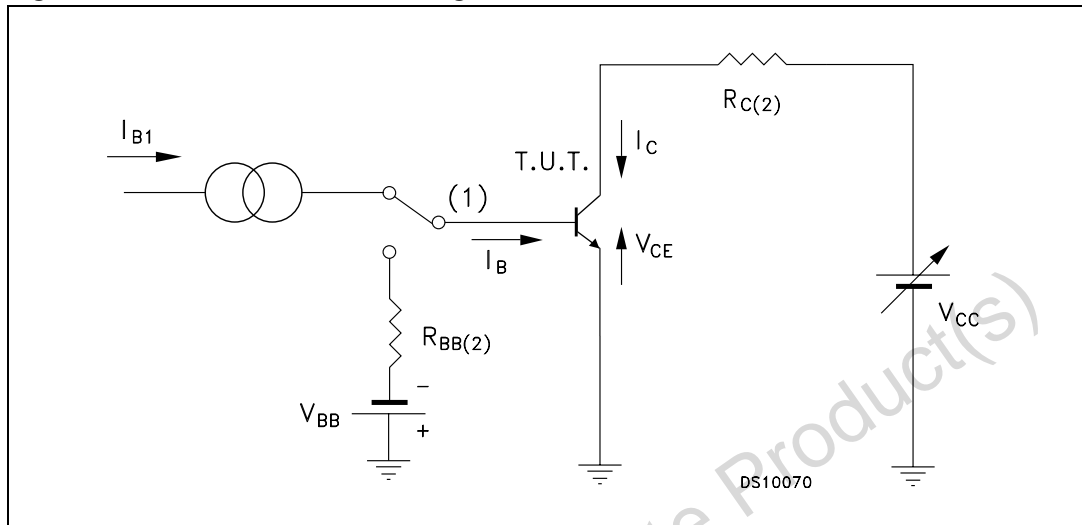 I_B1
R_C(2)
I_C
T.U.T.
(1)
I_B
V_CE
V_CC
R_BB(2)
V_BB
-
+
DS10070
Product(s)